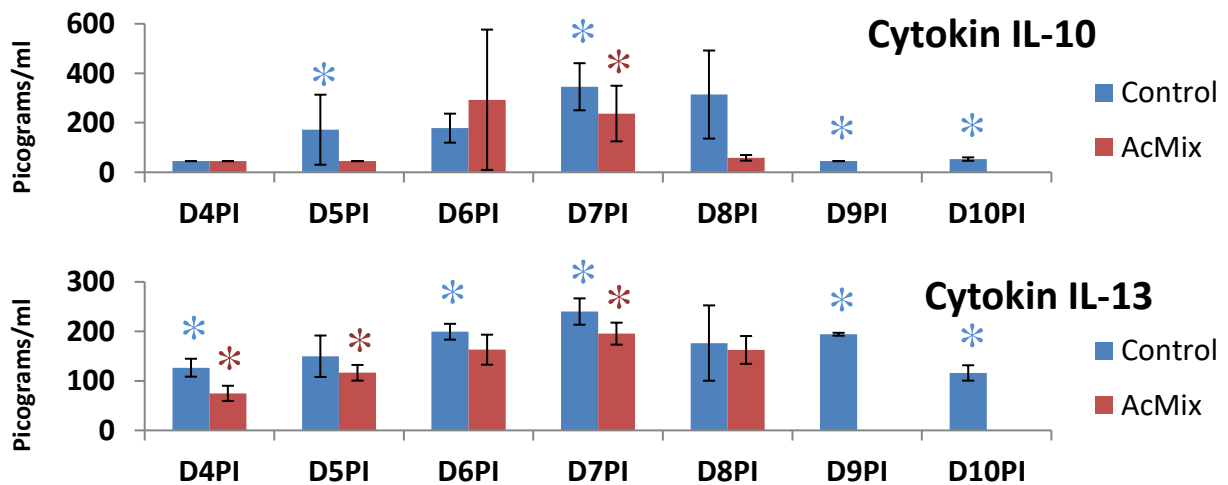 Cytokin IL-10
Picograms/ml
600
400
200
0
* * *
* * *
Control
AcMix
D4PI D5PI D6PI D7PI D8PI D9PI D10PI
Cytokin IL-13
Picograms/ml
300
200
100
0
* * * * * * * *
Control
AcMix
D4PI D5PI D6PI D7PI D8PI D9PI D10PI